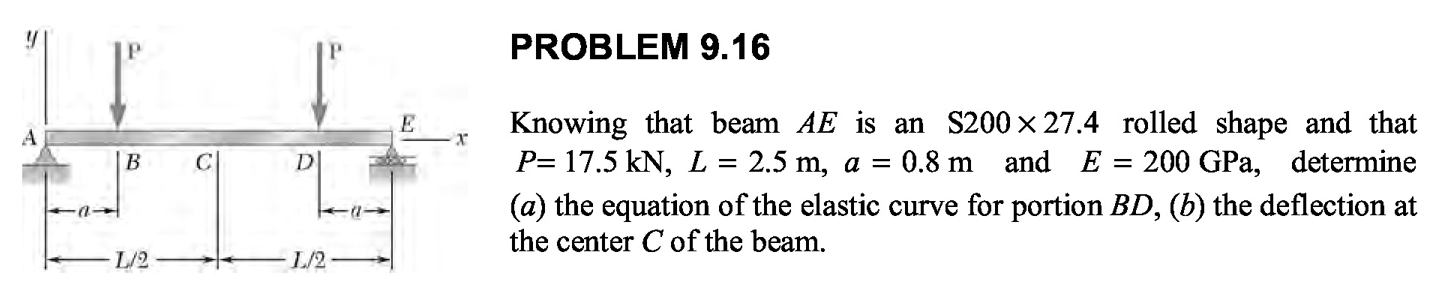 PROBLEM 9.16
Knowing that beam AE is an S200 × 27.4 rolled shape and that
P= 17.5 kN, L = 2.5 m, a = 0.8 m and E = 200 GPa, determine
(a) the equation of the elastic curve for portion BD, (b) the deflection at
the center C of the beam.
y
P P
A E x
B C D
a a
L/2 L/2